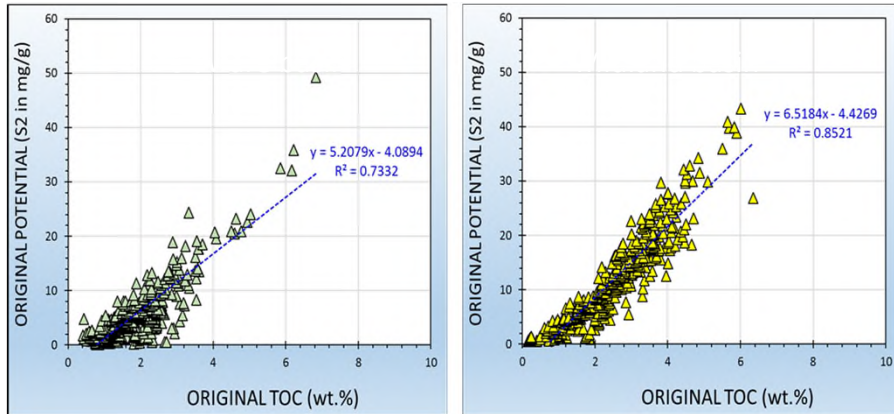 60
50
40
30
20
10
0
0 2 4 6 8 10
ORIGINAL POTENTIAL (S2 in mg/g)
ORIGINAL TOC (wt.%)
y = 5.2079x - 4.0894
R² = 0.7332
60
50
40
30
20
10
0
0 2 4 6 8 10
ORIGINAL POTENTIAL (S2 in mg/g)
ORIGINAL TOC (wt.%)
y = 6.5184x - 4.4269
R² = 0.8521